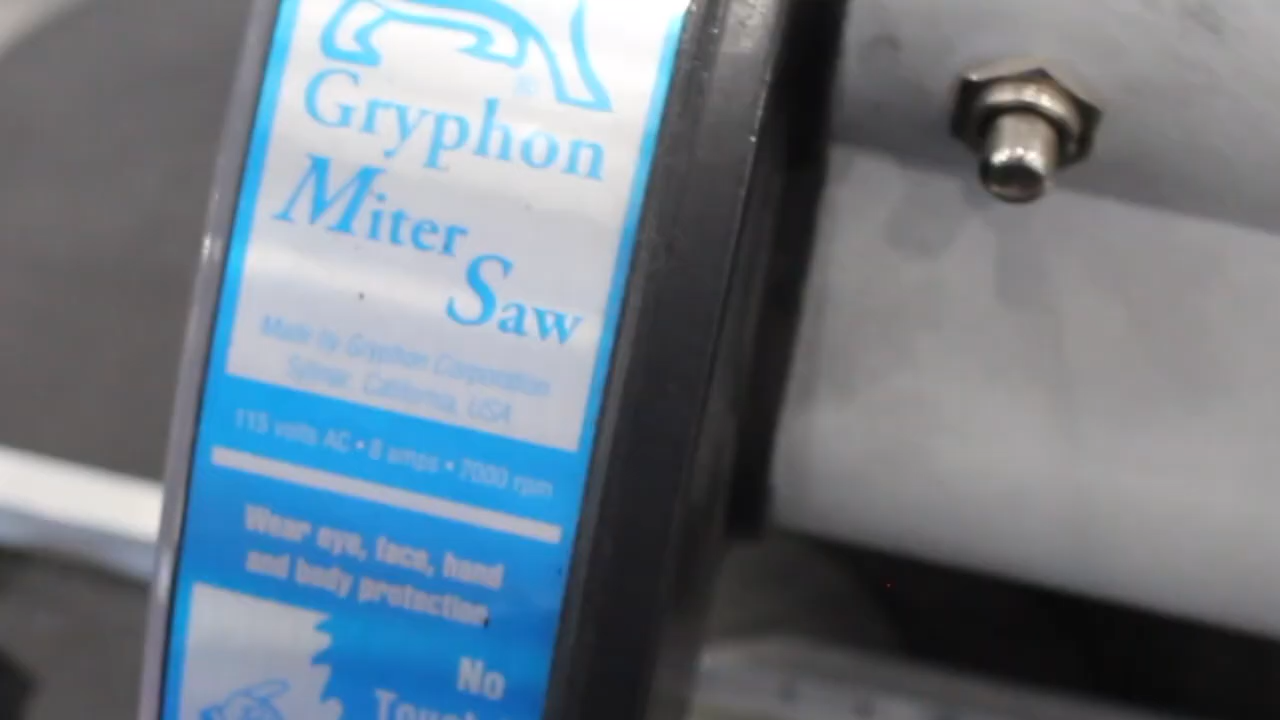 Gryphon
Miter
Saw
Made by Gryphon Corporation
Sylmar, California, USA
115 volts AC • 8 amps • 7000 rpm
Wear eye, face, hand
and body protection
No